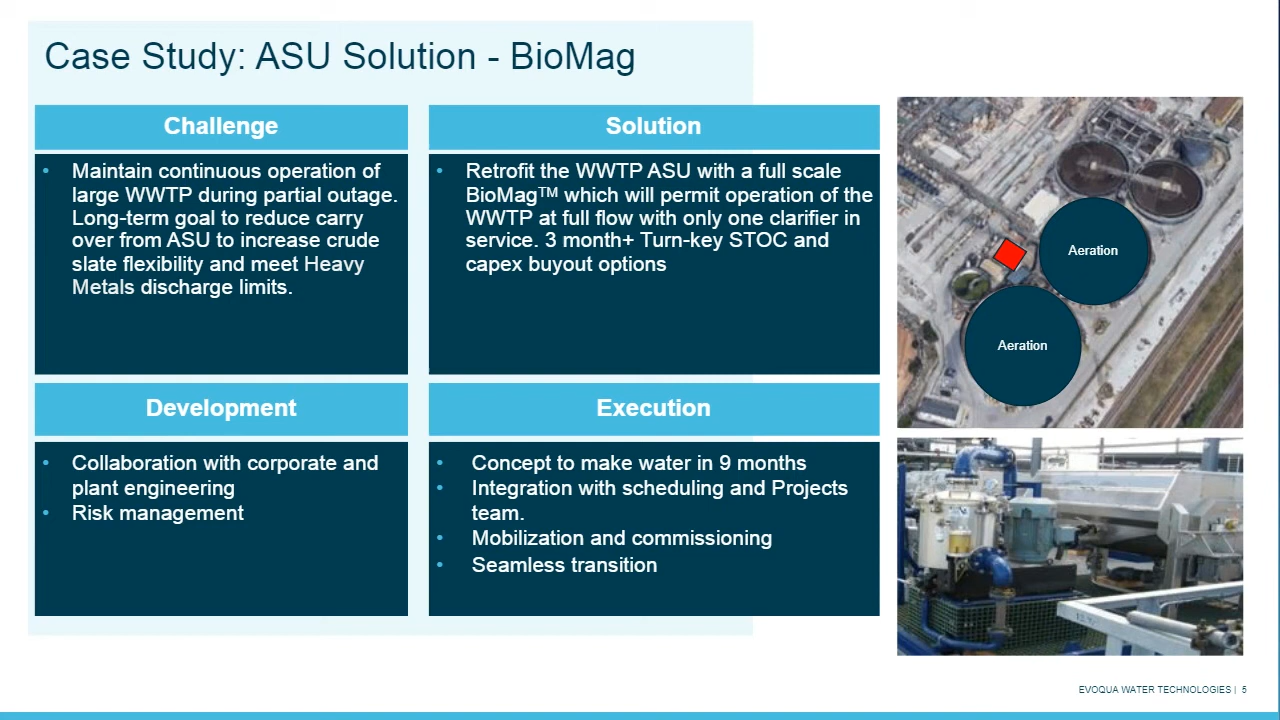 Case Study: ASU Solution - BioMag
Challenge
• Maintain continuous operation of
large WWTP during partial outage.
Long-term goal to reduce carry
over from ASU to increase crude
slate flexibility and meet Heavy
Metals discharge limits.
Solution
• Retrofit the WWTP ASU with a full scale
BioMag™ which will permit operation of the
WWTP at full flow with only one clarifier in
service. 3 month+ Turn-key STOC and
capex buyout options
Development
• Collaboration with corporate and
plant engineering
• Risk management
Execution
• Concept to make water in 9 months
• Integration with scheduling and Projects
team.
• Mobilization and commissioning
• Seamless transition
Aeration
Aeration
EVOQUA WATER TECHNOLOGIES | 5